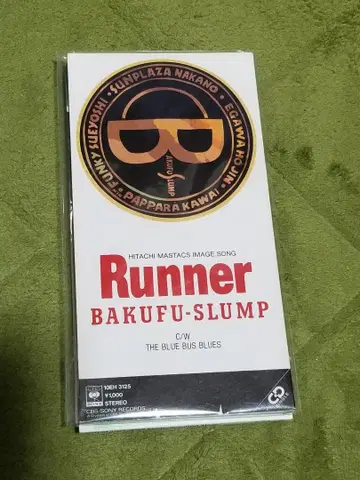 SUNPLAZA NAKANO · EGAWA HOJIN · PAPPARA KAWAI · FUNKY SUEYOSHI
BAKUFU SLUMP
HITACHI MASTACS IMAGE SONG
Runner
BAKUFU-SLUMP
C/W
THE BLUE BUS BLUES
10EH 3125
¥1,000
STEREO
CBS/SONY RECORDS
CD